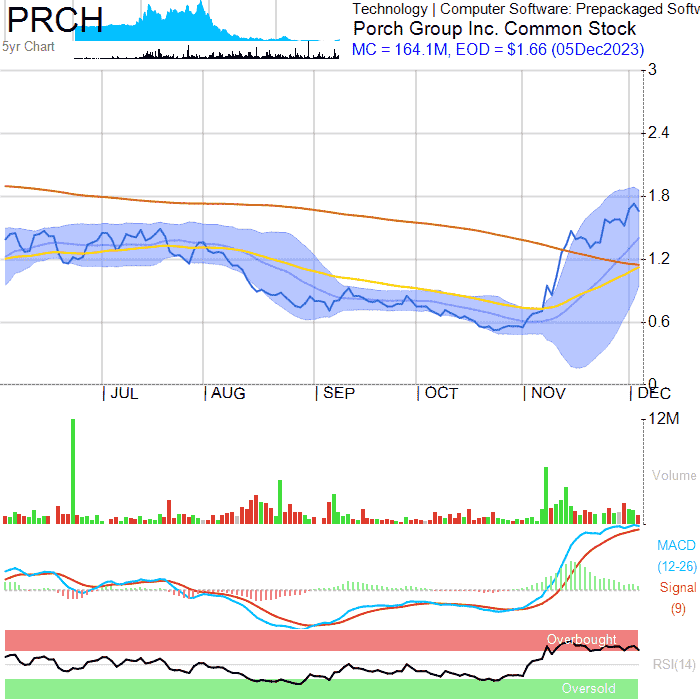 PRCH
5yr Chart
Technology | Computer Software: Prepackaged Softw
Porch Group Inc. Common Stock
MC = 164.1M, EOD = $1.66 (05Dec2023)
3
2.4
1.8
1.2
0.6
0
| JUL | AUG | SEP | OCT | NOV | DEC
12M
Volume
MACD
(12-26)
Signal
(9)
Overbought
RSI(14)
Oversold